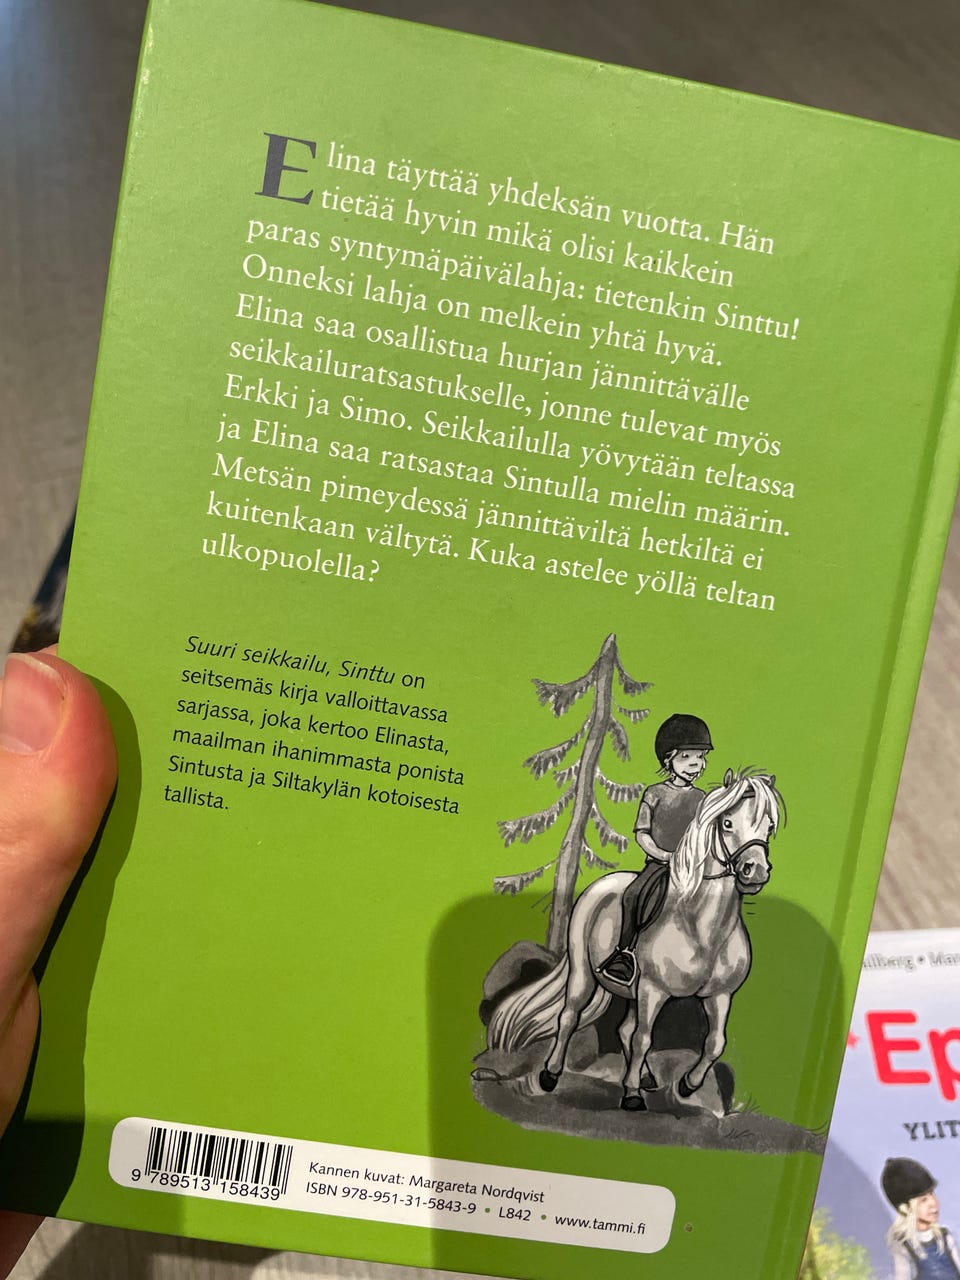 Elina täyttää yhdeksän vuotta. Hän
tietää hyvin mikä olisi kaikkein
paras syntymäpäivälahja: tietenkin Sinttu!
Onneksi lahja on melkein yhtä hyvä.
Elina saa osallistua hurjan jännittävälle
seikkailuratsastukselle, jonne tulevat myös
Erkki ja Simo. Seikkailulla yövytään teltassa
ja Elina saa ratsastaa Sintulla mielin määrin.
Metsän pimeydessä jännittäviltä hetkiltä ei
kuitenkaan vältytä. Kuka astelee yöllä teltan
ulkopuolella?
Suuri seikkailu, Sinttu on
seitsemäs kirja valloittavassa
sarjassa, joka kertoo Elinasta,
maailman ihanimmasta ponista
Sintusta ja Siltakylän kotoisesta
tallista.
9 789513 158439
Kannen kuvat: Margareta Nordqvist
ISBN 978-951-31-5843-9 • L842 • www.tammi.fi
Ep
YLIT